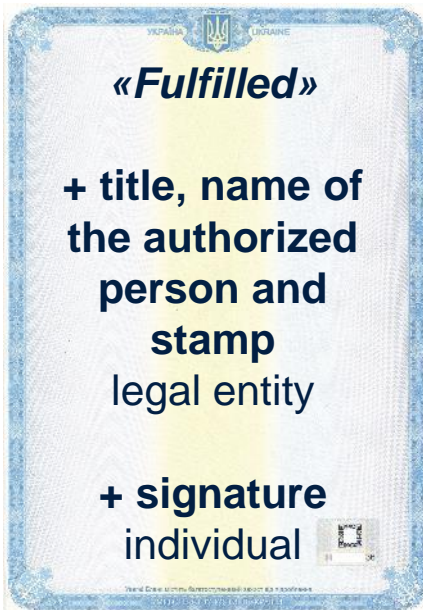 УКРАЇНА UKRAINE
«Fulfilled»
+ title, name of
the authorized
person and
stamp
legal entity
+ signature
individual